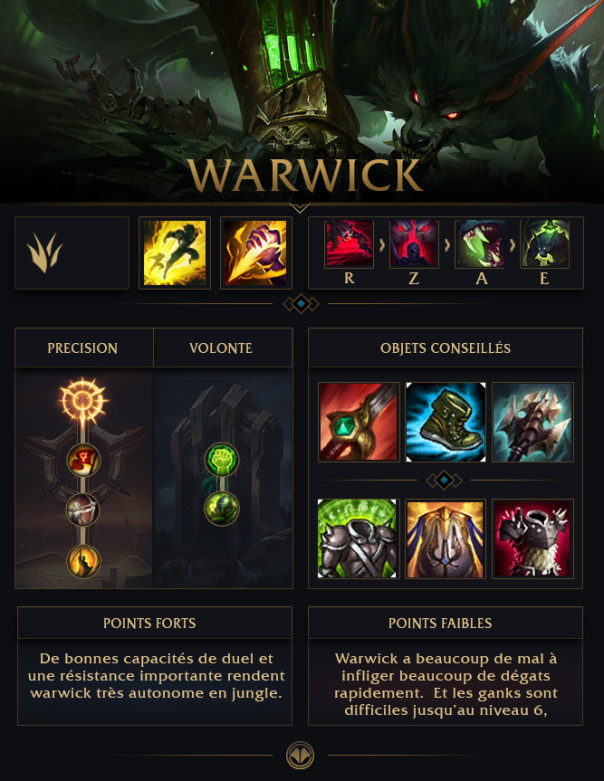 WARWICK
R Z A E
PRECISION VOLONTE
OBJETS CONSEILLÉS
POINTS FORTS
De bonnes capacités de duel et
une résistance importante rendent
warwick très autonome en jungle.
POINTS FAIBLES
Warwick a beaucoup de mal à
infliger beaucoup de dégats
rapidement. Et les ganks sont
difficiles jusqu'au niveau 6,